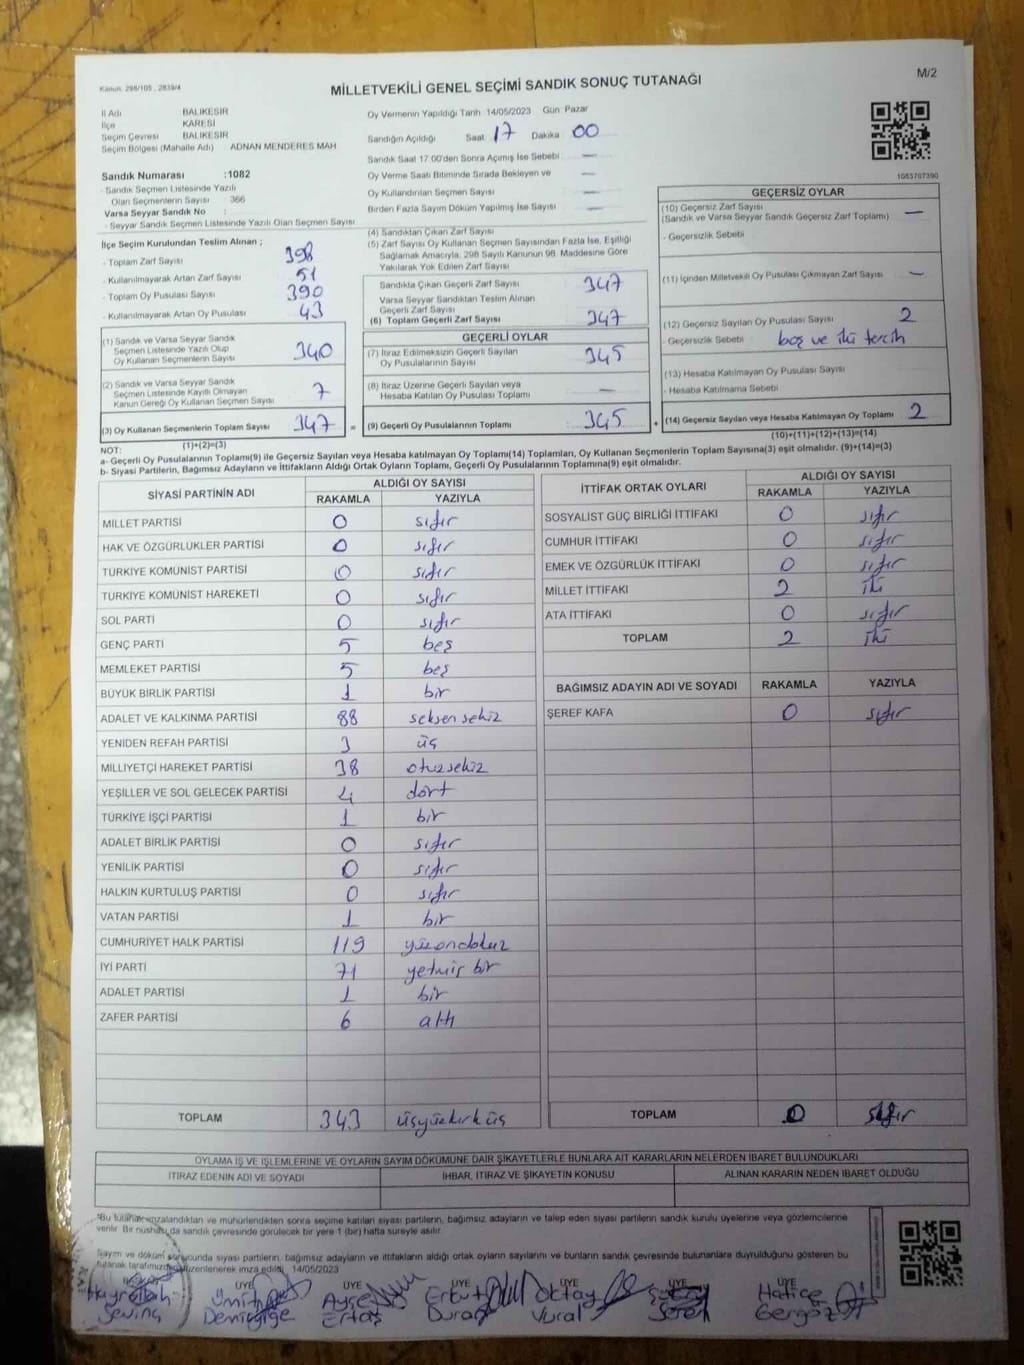 Kanun. 298/105 , 2839/4
MİLLETVEKİLİ GENEL SEÇİMİ SANDIK SONUÇ TUTANAĞI
M/2
İl Adı BALIKESİR
İlçe KARESİ
Seçim Çevresi BALIKESİR
Seçim Bölgesi (Mahalle Adı) ADNAN MENDERES MAH
Sandık Numarası :1082
- Sandık Seçmen Listesinde Yazılı
Olan Seçmenlerin Sayısı 366
Varsa Seyyar Sandık No :
- Seyyar Sandık Seçmen Listesinde Yazılı Olan Seçmen Sayısı
Oy Vermenin Yapıldığı Tarih 14/05/2023 Gün Pazar
Sandığın Açıldığı Saat 17 Dakika 00
Sandık Saat 17:00'den Sonra Açımış İse Sebebi : —
Oy Verme Saati Bitiminde Sırada Bekleyen ve —
Oy Kullandırılan Seçmen Sayısı —
Birden Fazla Sayım Döküm Yapılmış İse Sayısı —
1083707390
İlçe Seçim Kurulundan Teslim Alınan ;
- Toplam Zarf Sayısı 398
- Kullanılmayarak Artan Zarf Sayısı 51
- Toplam Oy Pusulası Sayısı 390
- Kullanılmayarak Artan Oy Pusulası 43
(1) Sandık ve Varsa Seyyar Sandık
Seçmen Listesinde Yazılı Olup
Oy Kullanan Seçmenlerin Sayısı 340
(2) Sandık ve Varsa Seyyar Sandık
Seçmen Listesinde Kayıtlı Olmayan
Kanun Gereği Oy Kullanan Seçmen Sayısı 7
(3) Oy Kullanan Seçmenlerin Toplam Sayısı 347 =
(1)+(2)=(3)
(4) Sandıktan Çıkan Zarf Sayısı
(5) Zarf Sayısı Oy Kullanan Seçmen Sayısından Fazla İse, Eşitliği
Sağlamak Amacıyla, 298 Sayılı Kanunun 98. Maddesine Göre
Yakılarak Yok Edilen Zarf Sayısı
Sandıkta Çıkan Geçerli Zarf Sayısı 347
Varsa Seyyar Sandıktan Teslim Alınan
Geçerli Zarf Sayısı
(6) Toplam Geçerli Zarf Sayısı 347
GEÇERLİ OYLAR
(7) İtiraz Edilmeksizin Geçerli Sayılan
Oy Pusulalarının Sayısı 345
(8) İtiraz Üzerine Geçerli Sayılan veya
Hesaba Katılan Oy Pusulası Toplamı —
(9) Geçerli Oy Pusulalarının Toplamı 345 +
GEÇERSİZ OYLAR
(10) Geçersiz Zarf Sayısı —
(Sandık ve Varsa Seyyar Sandık Geçersiz Zarf Toplamı)
- Geçersizlik Sebebi
(11) İçinden Milletvekili Oy Pusulası Çıkmayan Zarf Sayısı —
(12) Geçersiz Sayılan Oy Pusulası Sayısı 2
- Geçersizlik Sebebi boş ve iki tercih
(13) Hesaba Katılmayan Oy Pusulası Sayısı
- Hesaba Katılmama Sebebi
(14) Geçersiz Sayılan veya Hesaba Katılmayan Oy Toplamı 2
(10)+(11)+(12)+(13)=(14)
NOT:
a- Geçerli Oy Pusulalarının Toplamı(9) ile Geçersiz Sayılan veya Hesaba katılmayan Oy Toplamı(14) Toplamları, Oy Kullanan Seçmenlerin Toplam Sayısına(3) eşit olmalıdır. (9)+(14)=(3)
b- Siyasi Partilerin, Bağımsız Adayların ve İttifakların Aldığı Ortak Oyların Toplamı, Geçerli Oy Pusulalarının Toplamına(9) eşit olmalıdır.
SİYASİ PARTİNİN ADI ALDIĞI OY SAYISI
RAKAMLA YAZIYLA
MİLLET PARTİSİ 0 sıfır
HAK VE ÖZGÜRLÜKLER PARTİSİ 0 sıfır
TÜRKİYE KOMÜNİST PARTİSİ 0 sıfır
TÜRKİYE KOMÜNİST HAREKETİ 0 sıfır
SOL PARTİ 0 sıfır
GENÇ PARTİ 5 beş
MEMLEKET PARTİSİ 5 beş
BÜYÜK BİRLİK PARTİSİ 1 bir
ADALET VE KALKINMA PARTİSİ 88 seksen sekiz
YENİDEN REFAH PARTİSİ 3 üç
MİLLİYETÇİ HAREKET PARTİSİ 38 otuzsekiz
YEŞİLLER VE SOL GELECEK PARTİSİ 4 dört
TÜRKİYE İŞÇİ PARTİSİ 1 bir
ADALET BİRLİK PARTİSİ 0 sıfır
YENİLİK PARTİSİ 0 sıfır
HALKIN KURTULUŞ PARTİSİ 0 sıfır
VATAN PARTİSİ 1 bir
CUMHURİYET HALK PARTİSİ 119 yüzondokuz
İYİ PARTİ 71 yetmiş bir
ADALET PARTİSİ 1 bir
ZAFER PARTİSİ 6 altı
TOPLAM 343 üçyüzkırküç
İTTİFAK ORTAK OYLARI ALDIĞI OY SAYISI
RAKAMLA YAZIYLA
SOSYALİST GÜÇ BİRLİĞİ İTTİFAKI 0 sıfır
CUMHUR İTTİFAKI 0 sıfır
EMEK VE ÖZGÜRLÜK İTTİFAKI 0 sıfır
MİLLET İTTİFAKI 2 iki
ATA İTTİFAKI 0 sıfır
TOPLAM 2 iki
BAĞIMSIZ ADAYIN ADI VE SOYADI RAKAMLA YAZIYLA
ŞEREF KAFA 0 sıfır
TOPLAM 0 sıfır
OYLAMA İŞ VE İŞLEMLERİNE VE OYLARIN SAYIM DÖKÜMÜNE DAİR ŞİKAYETLERLE BUNLARA AİT KARARLARIN NELERDEN İBARET BULUNDUKLARI
İTİRAZ EDENİN ADI VE SOYADI İHBAR, İTİRAZ VE ŞİKAYETİN KONUSU ALINAN KARARIN NEDEN İBARET OLDUĞU
*Bu tutanak imzalandıktan ve mühürlendikten sonra seçime katılan siyasi partilerin, bağımsız adayların ve talep eden siyasi partilerin sandık kurulu üyelerine veya gözlemcilerine
verilir. Bir nüshası da sandık çevresinde görülecek bir yere 1 (bir) hafta süreyle asılır.
Sayım ve döküm sonucunda siyasi partilerin, bağımsız adayların ve ittifakların aldığı ortak oyların sayılarını ve bunların sandık çevresinde bulunanlara duyrulduğunu gösteren bu
tutanak tarafımızca düzenlenerek imza edildi. 14/05/2023
ÜYE ÜYE ÜYE ÜYE ÜYE ÜYE
Hayrullah Ümit Ayşe Erbut Oktay Hatice
Sevinç Ertaş Duran Vural Gergöz